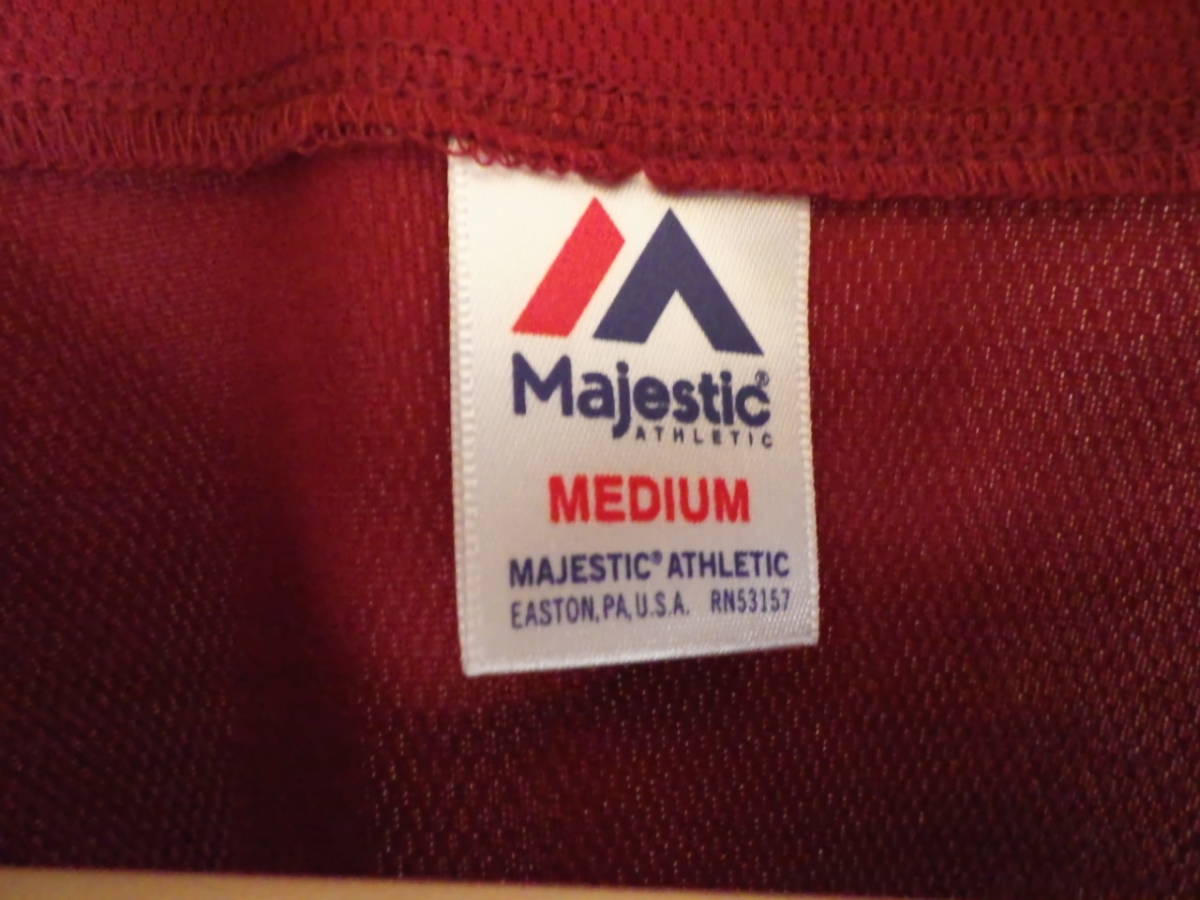 Majestic®
ATHLETIC
MEDIUM
MAJESTIC® ATHLETIC
EASTON, PA, U.S.A. RN53157